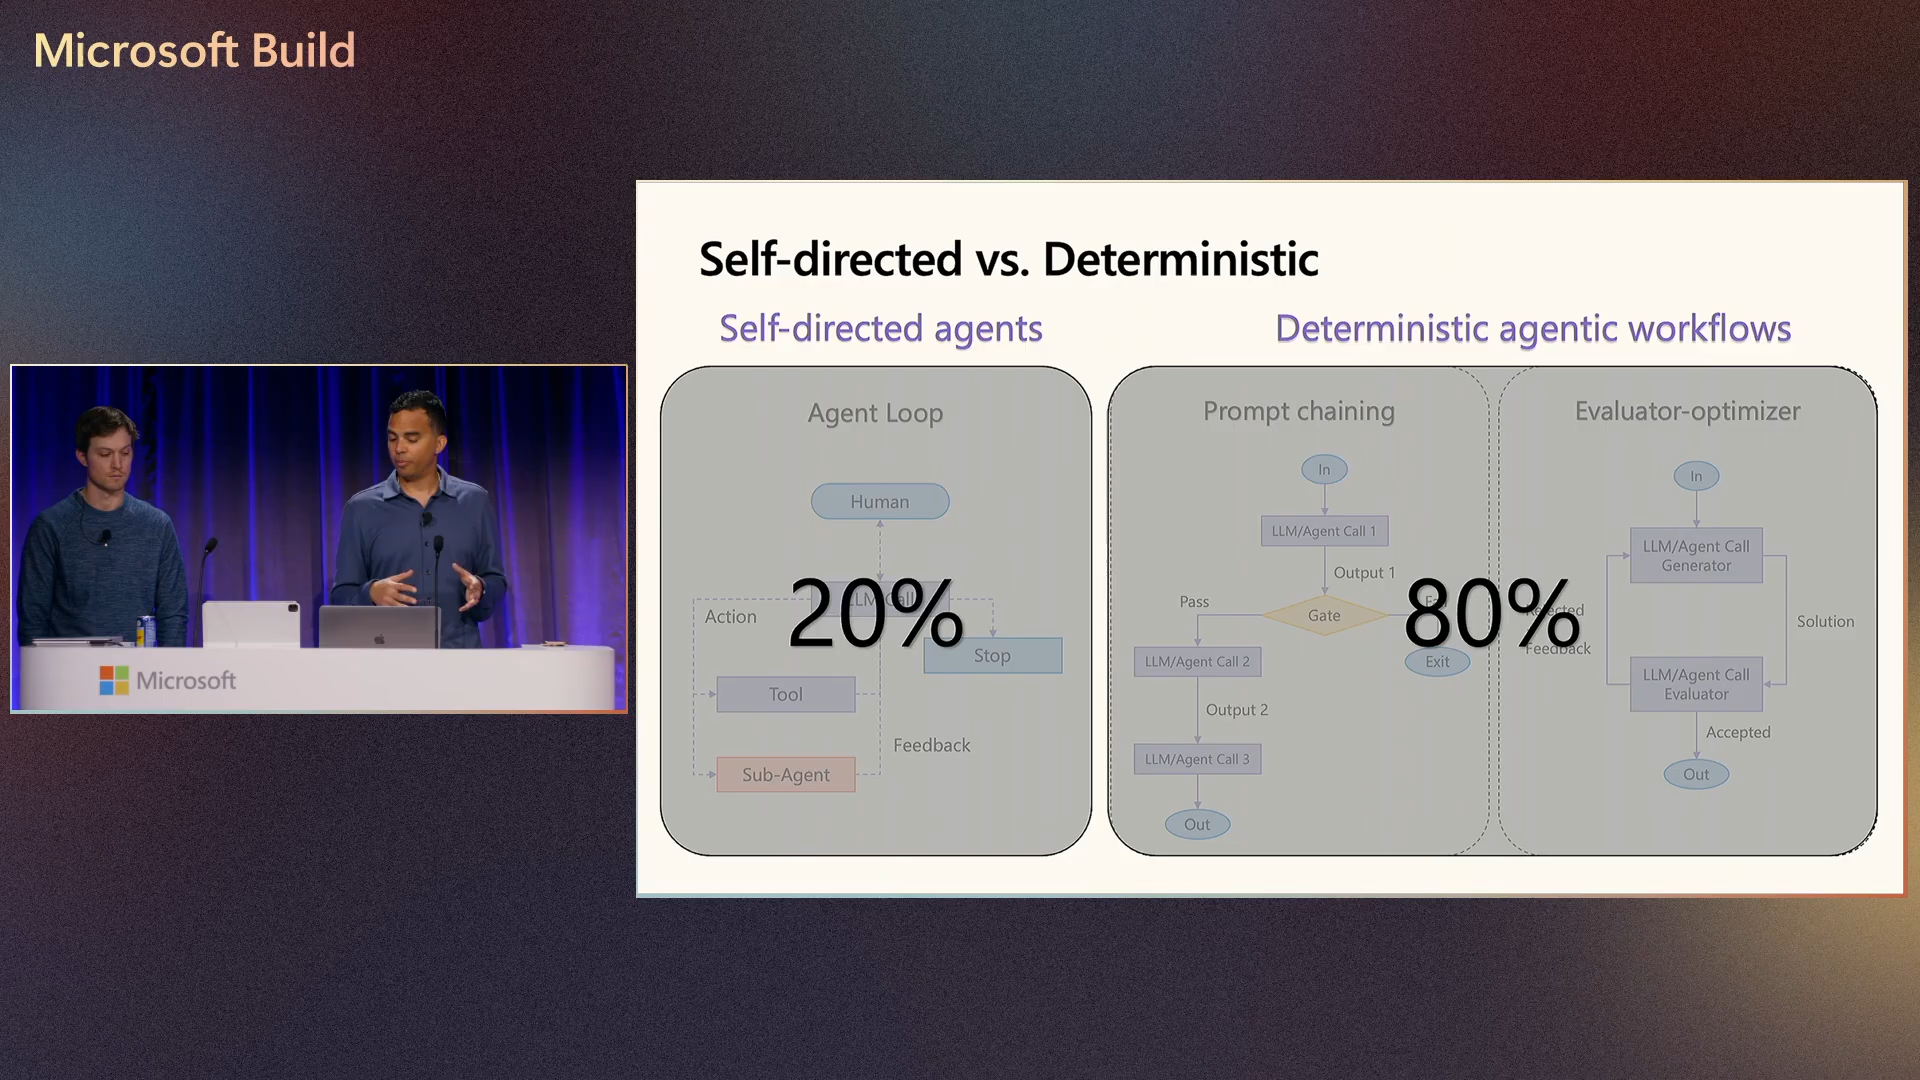 Microsoft Build
Self-directed vs. Deterministic
Self-directed agents
Deterministic agentic workflows
Agent Loop
Human
Action
20%
Stop
Tool
Feedback
Sub-Agent
Prompt chaining
In
LLM/Agent Call 1
Output 1
Pass
Gate
80%
LLM/Agent Call 2
Exit
Output 2
LLM/Agent Call 3
Out
Evaluator-optimizer
In
LLM/Agent Call
Generator
Rejected
Feedback
Solution
LLM/Agent Call
Evaluator
Accepted
Out
Microsoft